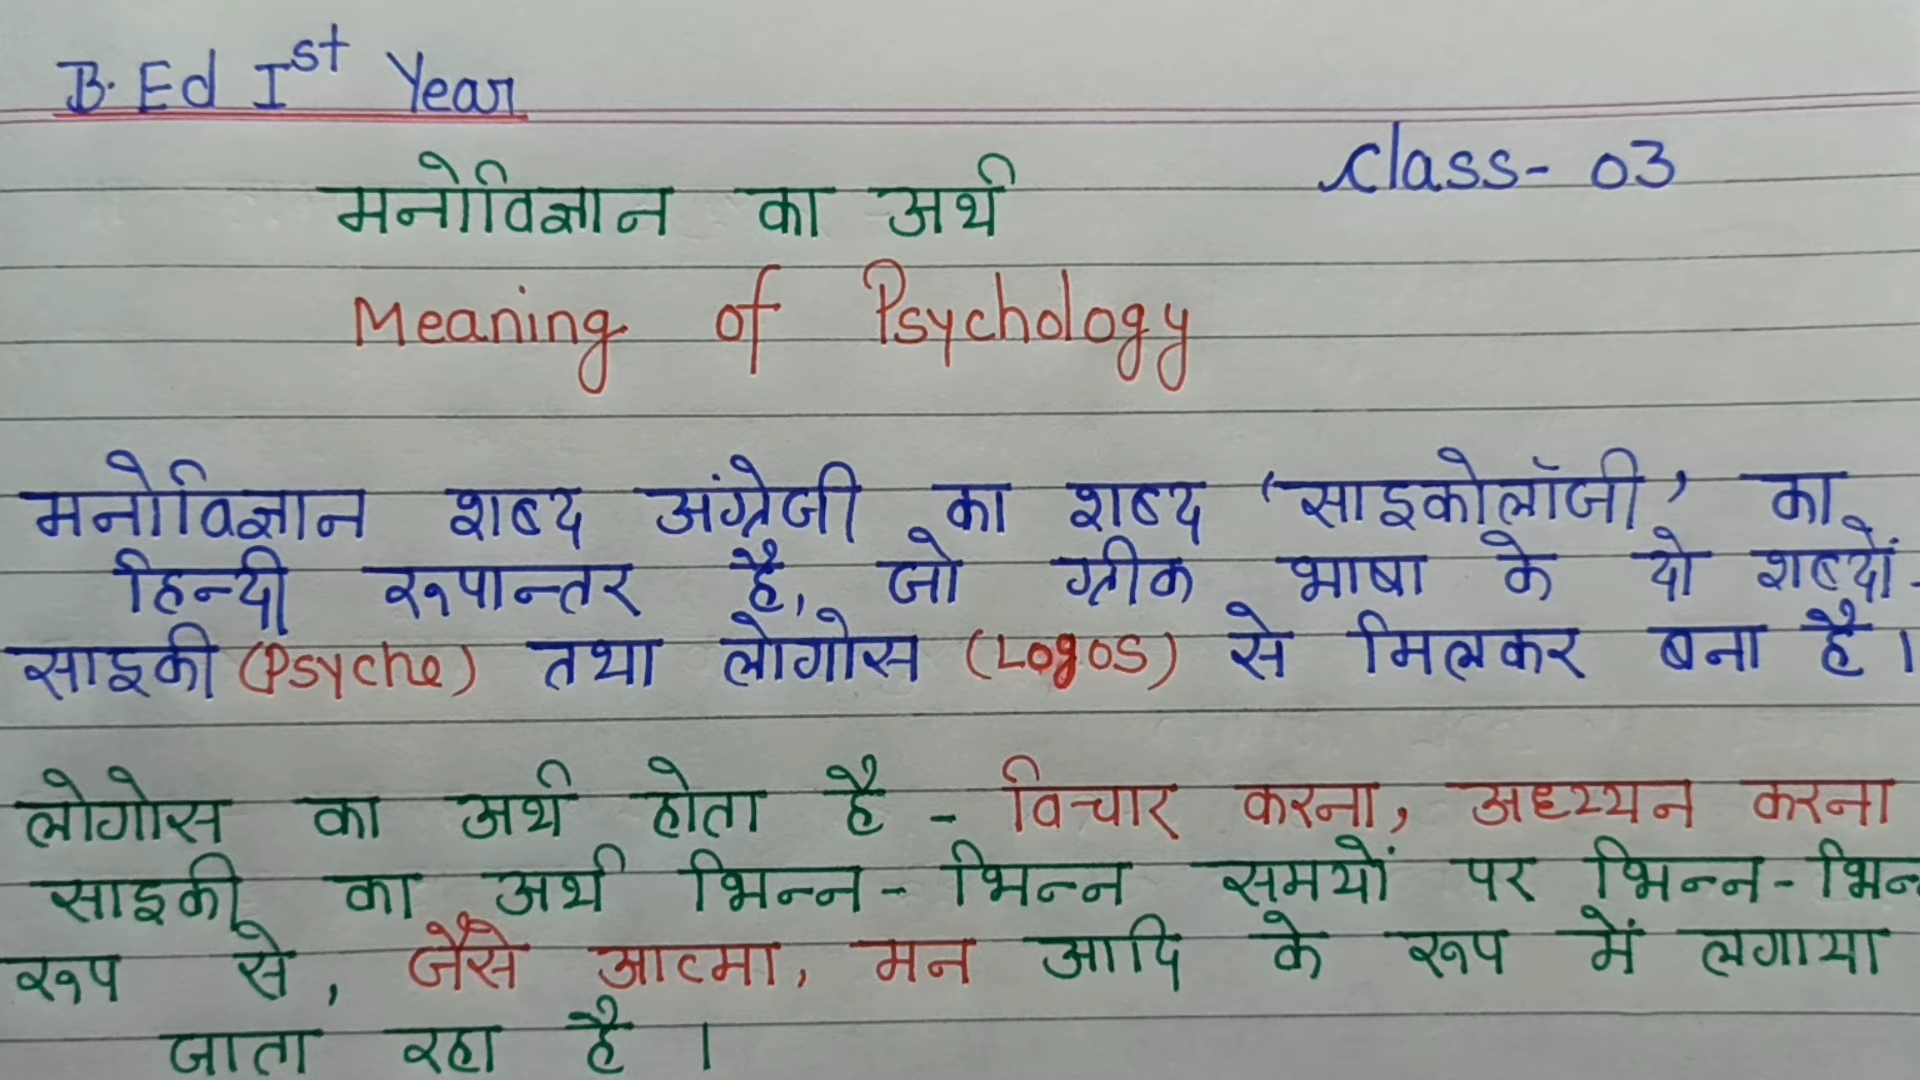 B. Ed Ist Year
Class- 03
मनोविज्ञान का अर्थ
Meaning of Psychology
मनोविज्ञान शब्द अंग्रेजी का शब्द 'साइकोलॉजी' का
हिन्दी रूपान्तर है, जो ग्रीक भाषा के दो शब्दों-
साइकी (Psyche) तथा लोगोस (Logos) से मिलकर बना है।
लोगोस का अर्थ होता है - विचार करना, अध्ययन करना
साइकी का अर्थ भिन्न-भिन्न समयों पर भिन्न-भिन्न
रूप से, जैसे आत्मा, मन आदि के रूप में लगाया
जाता रहा है ।